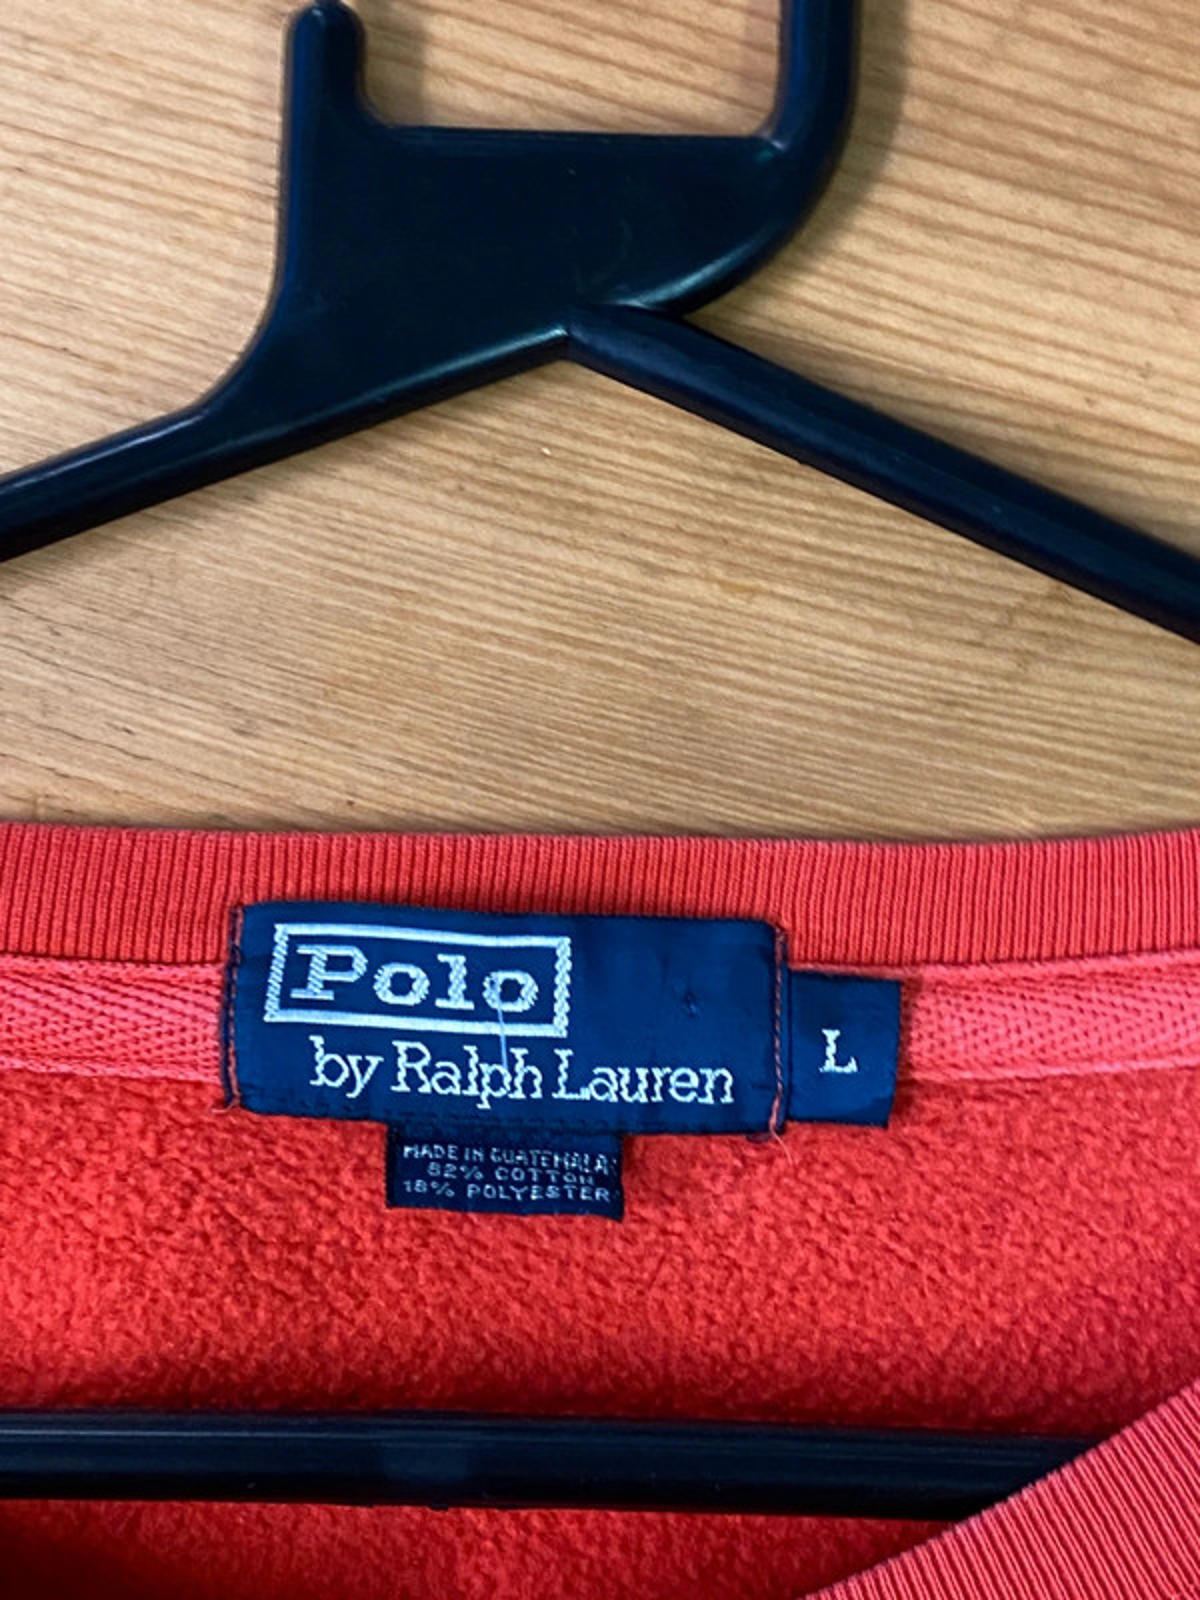 Polo
by Ralph Lauren
L
MADE IN GUATEMALA
82% COTTON
18% POLYESTER